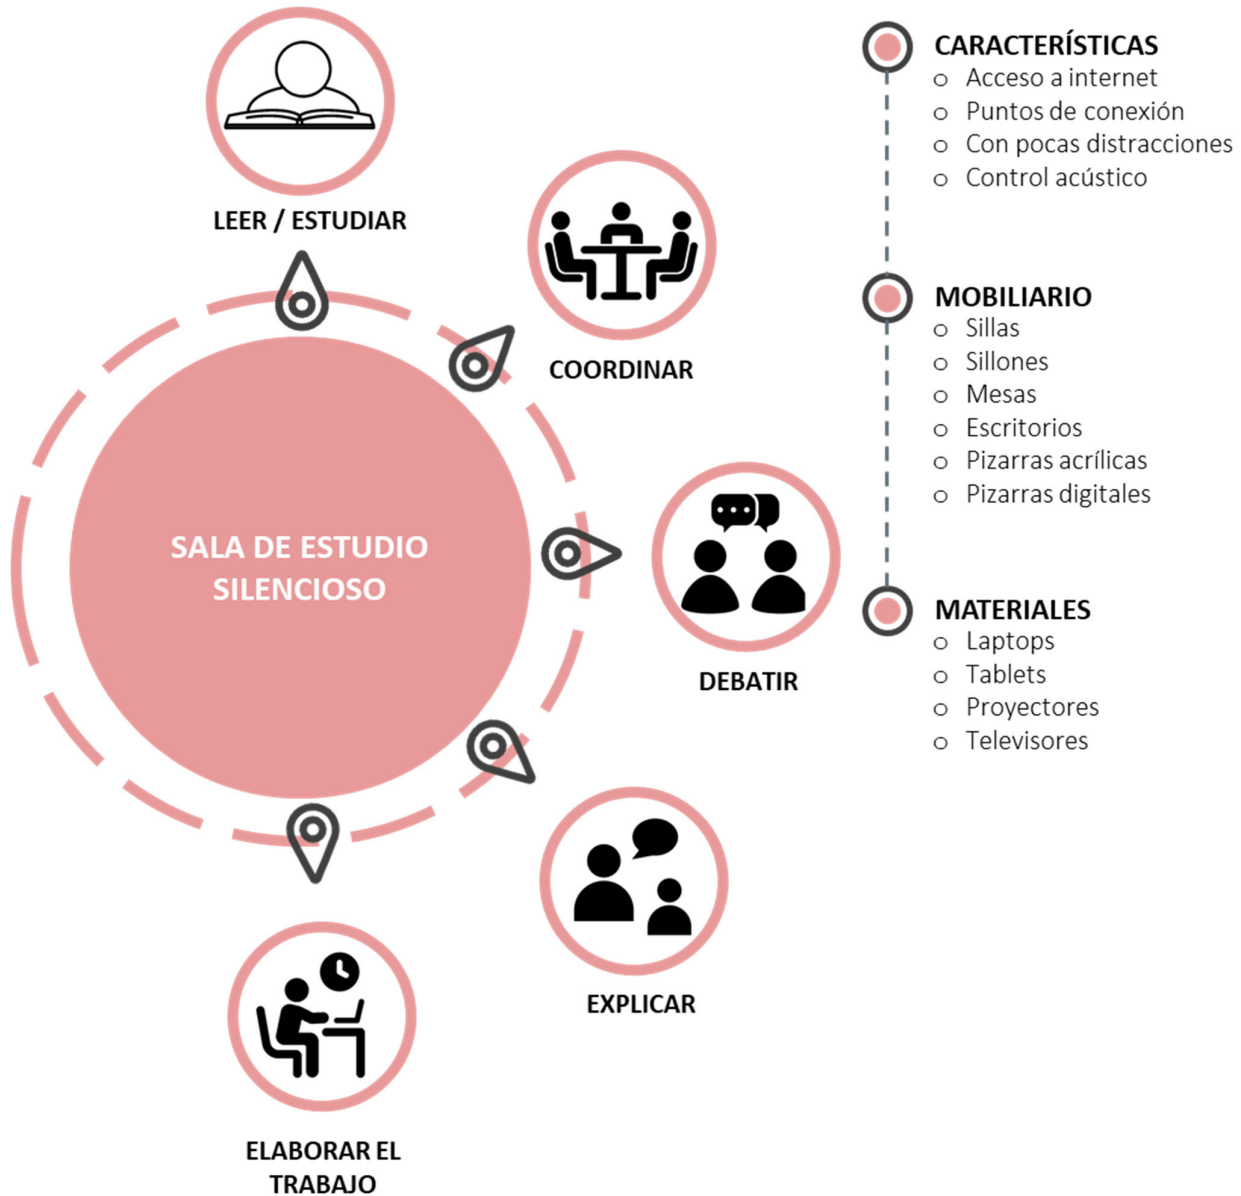 LEER / ESTUDIAR
COORDINAR
SALA DE ESTUDIO
SILENCIOSO
DEBATIR
EXPLICAR
ELABORAR EL
TRABAJO
CARACTERÍSTICAS
o Acceso a internet
o Puntos de conexión
o Con pocas distracciones
o Control acústico
MOBILIARIO
o Sillas
o Sillones
o Mesas
o Escritorios
o Pizarras acrílicas
o Pizarras digitales
MATERIALES
o Laptops
o Tablets
o Proyectores
o Televisores